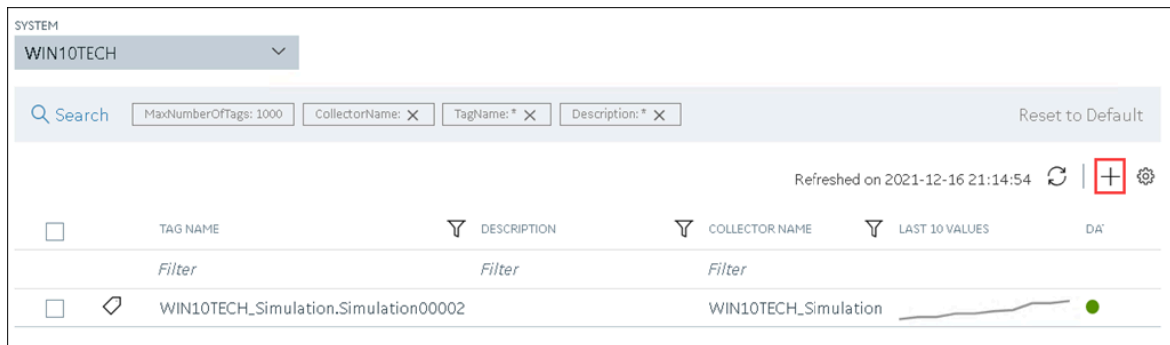 SYSTEM
WIN10TECH
Search MaxNumberOfTags: 1000 CollectorName: TagName: * Description: * Reset to Default
Refreshed on 2021-12-16 21:14:54
TAG NAME DESCRIPTION COLLECTOR NAME LAST 10 VALUES DA'
Filter Filter Filter
WIN10TECH_Simulation.Simulation00002 WIN10TECH_Simulation